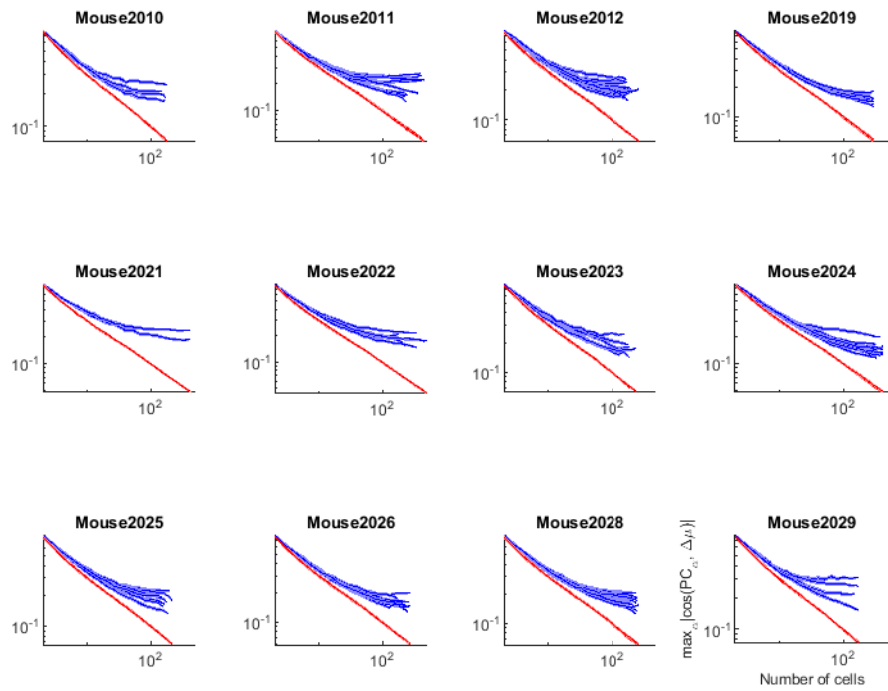 Mouse2010
Mouse2011
Mouse2012
Mouse2019
10^-1
10^2
10^-1
10^2
10^-1
10^2
10^-1
10^2
Mouse2021
Mouse2022
Mouse2023
Mouse2024
10^-1
10^2
10^-1
10^2
10^-1
10^2
10^-1
10^2
Mouse2025
Mouse2026
Mouse2028
Mouse2029
10^-1
10^2
10^-1
10^2
10^-1
10^2
max_α|cos(PC_α, Δμ)|
10^-1
10^2
Number of cells